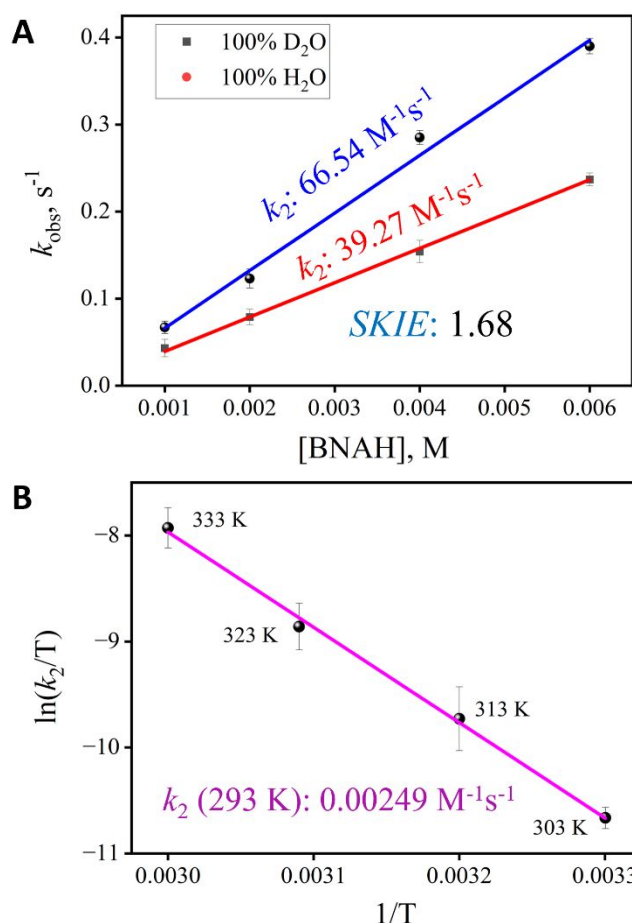 A
100% D₂O
100% H₂O
0.4
0.3
0.2
0.1
0.0
k₂: 66.54 M⁻¹s⁻¹
k₂: 39.27 M⁻¹s⁻¹
SKIE: 1.68
k_obs, s⁻¹
0.001 0.002 0.003 0.004 0.005 0.006
[BNAH], M
B
−8
−9
−10
−11
333 K
323 K
313 K
303 K
k₂ (293 K): 0.00249 M⁻¹s⁻¹
ln(k₂/T)
0.0030 0.0031 0.0032 0.0033
1/T